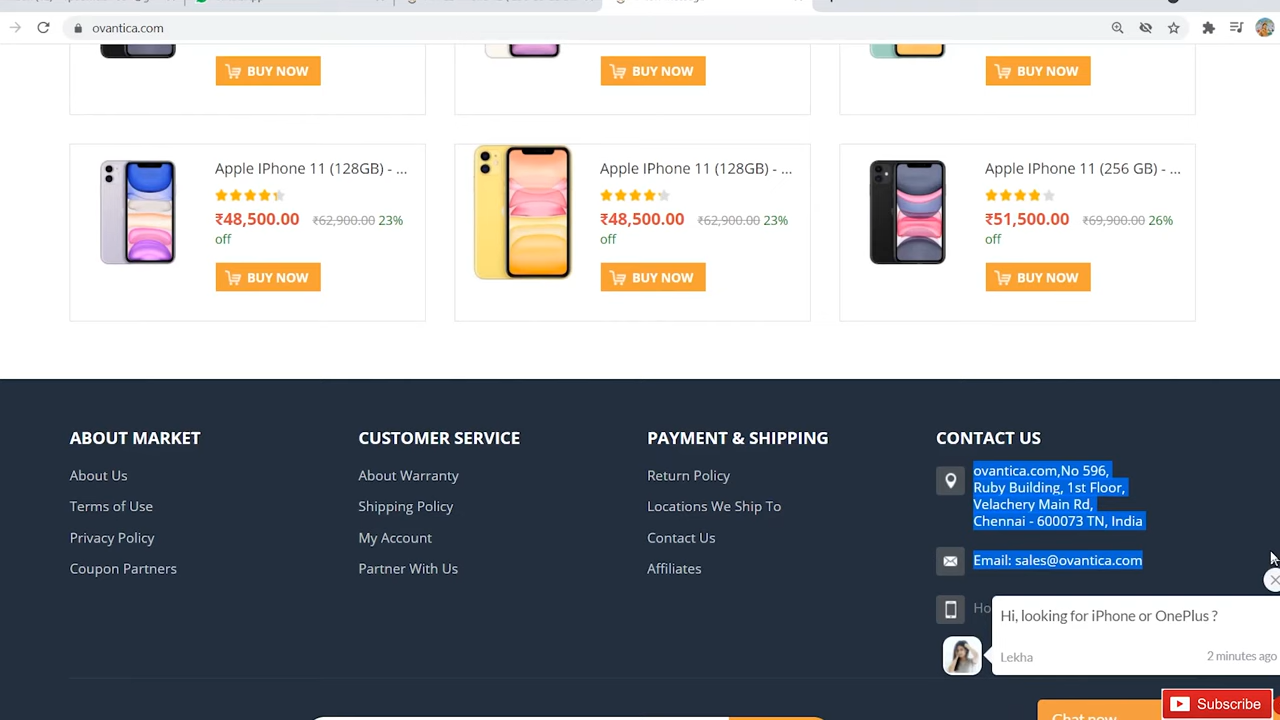 ovantica.com
BUY NOW
BUY NOW
BUY NOW
Apple IPhone 11 (128GB) - ...
₹48,500.00 ₹62,900.00 23%
off
BUY NOW
Apple IPhone 11 (128GB) - ...
₹48,500.00 ₹62,900.00 23%
off
BUY NOW
Apple IPhone 11 (256 GB) - ...
₹51,500.00 ₹69,900.00 26%
off
BUY NOW
ABOUT MARKET
About Us
Terms of Use
Privacy Policy
Coupon Partners
CUSTOMER SERVICE
About Warranty
Shipping Policy
My Account
Partner With Us
PAYMENT & SHIPPING
Return Policy
Locations We Ship To
Contact Us
Affiliates
CONTACT US
ovantica.com,No 596,
Ruby Building, 1st Floor,
Velachery Main Rd,
Chennai - 600073 TN, India
Email: sales@ovantica.com
Ho
Hi, looking for iPhone or OnePlus ?
Lekha 2 minutes ago
Chat now
Subscribe